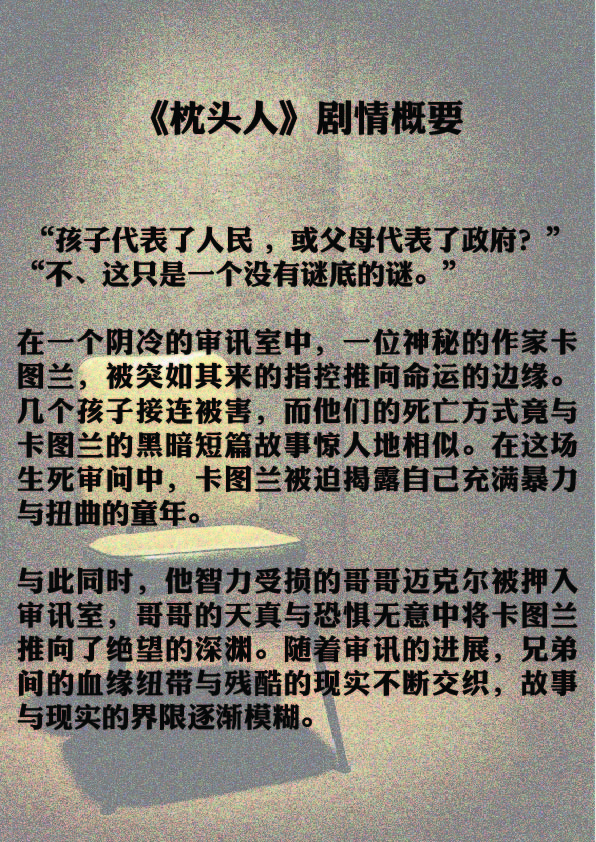 《枕头人》剧情概要
“孩子代表了人民 ，或父母代表了政府？”
“不、这只是一个没有谜底的谜。”
在一个阴冷的审讯室中，一位神秘的作家卡
图兰，被突如其来的指控推向命运的边缘。
几个孩子接连被害，而他们的死亡方式竟与
卡图兰的黑暗短篇故事惊人地相似。在这场
生死审问中，卡图兰被迫揭露自己充满暴力
与扭曲的童年。
与此同时，他智力受损的哥哥迈克尔被押入
审讯室，哥哥的天真与恐惧无意中将卡图兰
推向了绝望的深渊。随着审讯的进展，兄弟
间的血缘纽带与残酷的现实不断交织，故事
与现实的界限逐渐模糊。